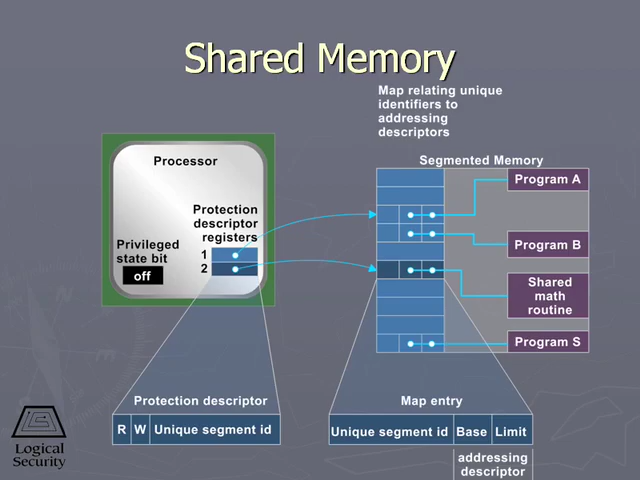 Shared Memory
Map relating unique
identifiers to
addressing
descriptors
Segmented Memory
Processor
Protection
descriptor
registers
1
2
Privileged
state bit
off
Program A
Program B
Shared
math
routine
Program S
Protection descriptor
R W Unique segment id
Map entry
Unique segment id Base Limit
addressing
descriptor
Logical
Security